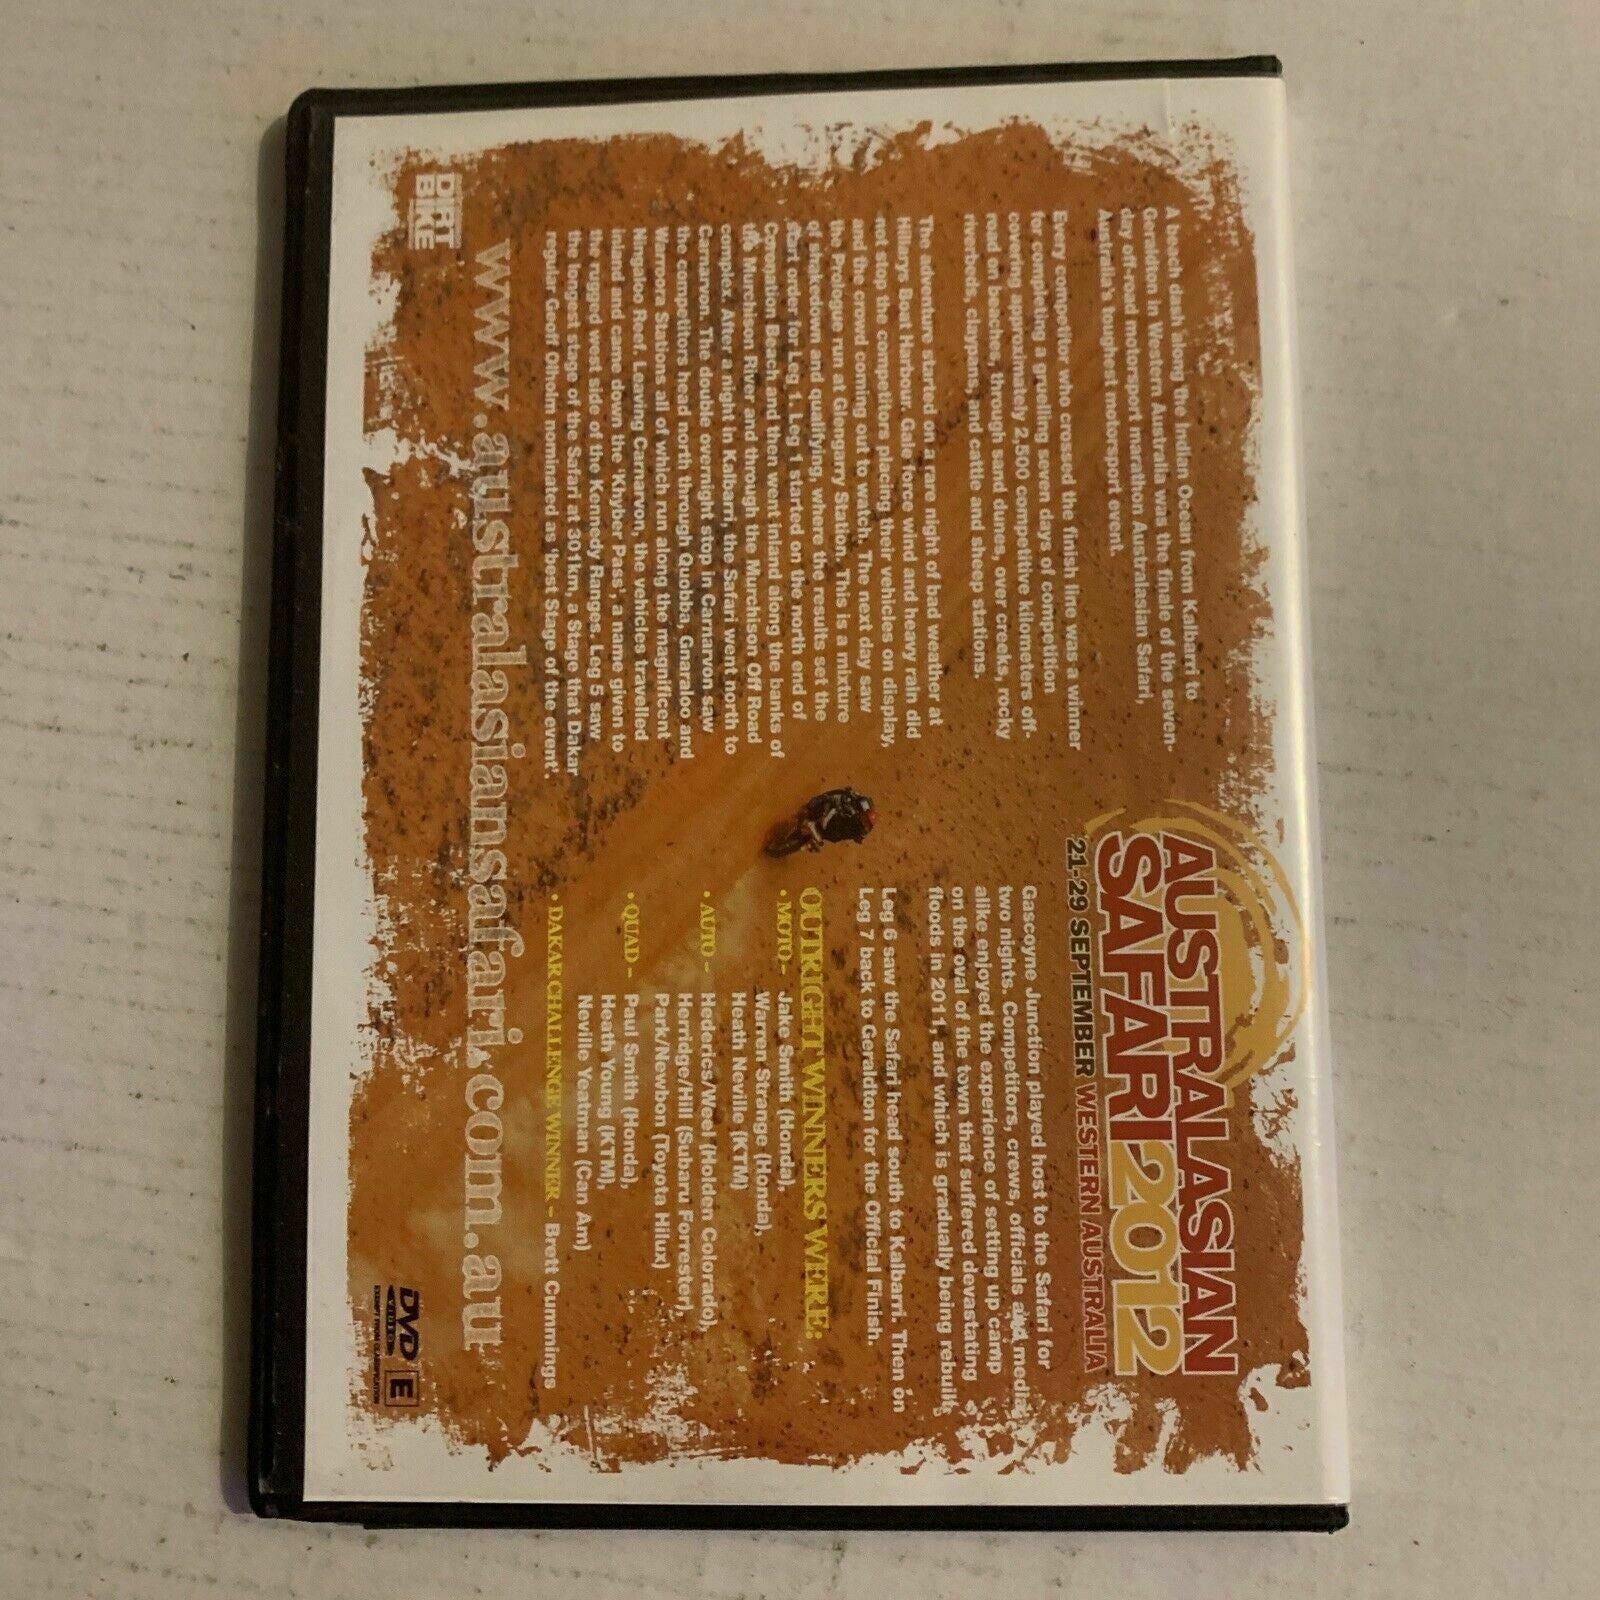 AUSTRALASIAN
SAFARI 2012
21-29 SEPTEMBER WESTERN AUSTRALIA
A beach dash along the Indian Ocean from Kalbarri to
Geraldton in Western Australia was the finale of the seven-
day off-road motorsport marathon Australasian Safari,
Australia's toughest motorsport event.
Every competitor who crossed the finish line was a winner
for completing a gruelling seven days of competition
covering approximately 2,500 competitive kilometers off-
road on beaches, through sand dunes, over creeks, rocky
riverbeds, claypans, and cattle and sheep stations.
The adventure started on a rare night of bad weather at
Hillarys Boat Harbour. Gale force wind and heavy rain did
not stop the competitors placing their vehicles on display,
and the crowd coming out to watch. The next day saw
the Prologue run at Glengarry Station. This is a mixture
of shakedown and qualifying, where the results set the
start order for Leg 1. Leg 1 started on the north end of
Coronation Beach and then went inland along the banks of
the Murchison River and through the Murchison Off Road
complex. After a night in Kalbarri, the Safari went north to
Carnarvon. The double overnight stop in Carnarvon saw
the competitors head north through Quobba, Gnaraloo and
Warroora Stations all of which run along the magnificent
Ningaloo Reef. Leaving Carnarvon, the vehicles travelled
inland and came down the 'Khyber Pass', a name given to
the rugged west side of the Kennedy Ranges. Leg 5 saw
the longest stage of the Safari at 301km, a Stage that Dakar
regular Geoff Olholm nominated as 'best Stage of the event'.
Gascoyne Junction played host to the Safari for
two nights. Competitors, crews, officials and media
alike enjoyed the experience of setting up camp
on the oval of the town that suffered devastating
floods in 2011, and which is gradually being rebuilt.
Leg 6 saw the Safari head south to Kalbarri. Then on
Leg 7 back to Geraldton for the Official Finish.
OUTRIGHT WINNERS WERE:
• MOTO – Jake Smith (Honda),
Warren Strange (Honda),
Heath Neville (KTM)
• AUTO – Hederics/Weel (Holden Colorado),
Herridge/Hill (Subaru Forrester),
Park/Newbon (Toyota Hilux)
• QUAD – Paul Smith (Honda),
Heath Young (KTM),
Neville Yeatman (Can Am)
• DAKAR CHALLENGE WINNER – Brett Cummings
www.australasiansafari.com.au
DIRT
BIKE
DVD
VIDEO
E
EXEMPT FROM CLASSIFICATION